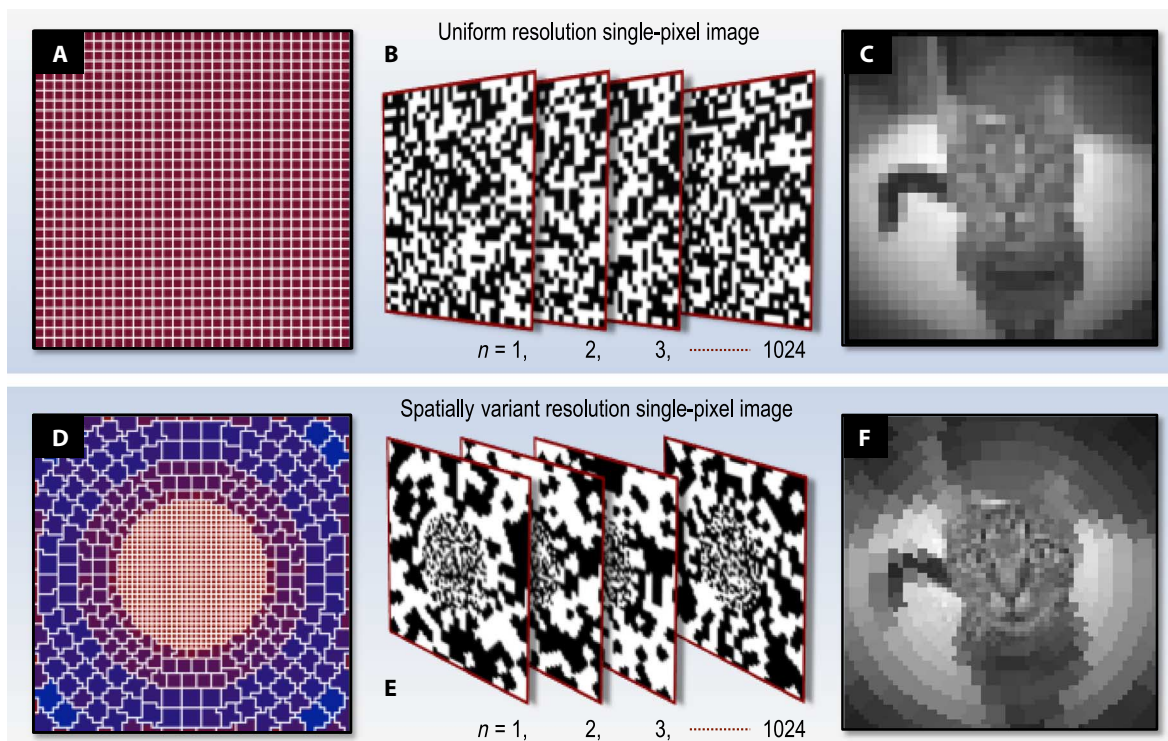 Uniform resolution single-pixel image
A
B
C
n = 1, 2, 3, ............... 1024
Spatially variant resolution single-pixel image
D
E
F
n = 1, 2, 3, ............... 1024